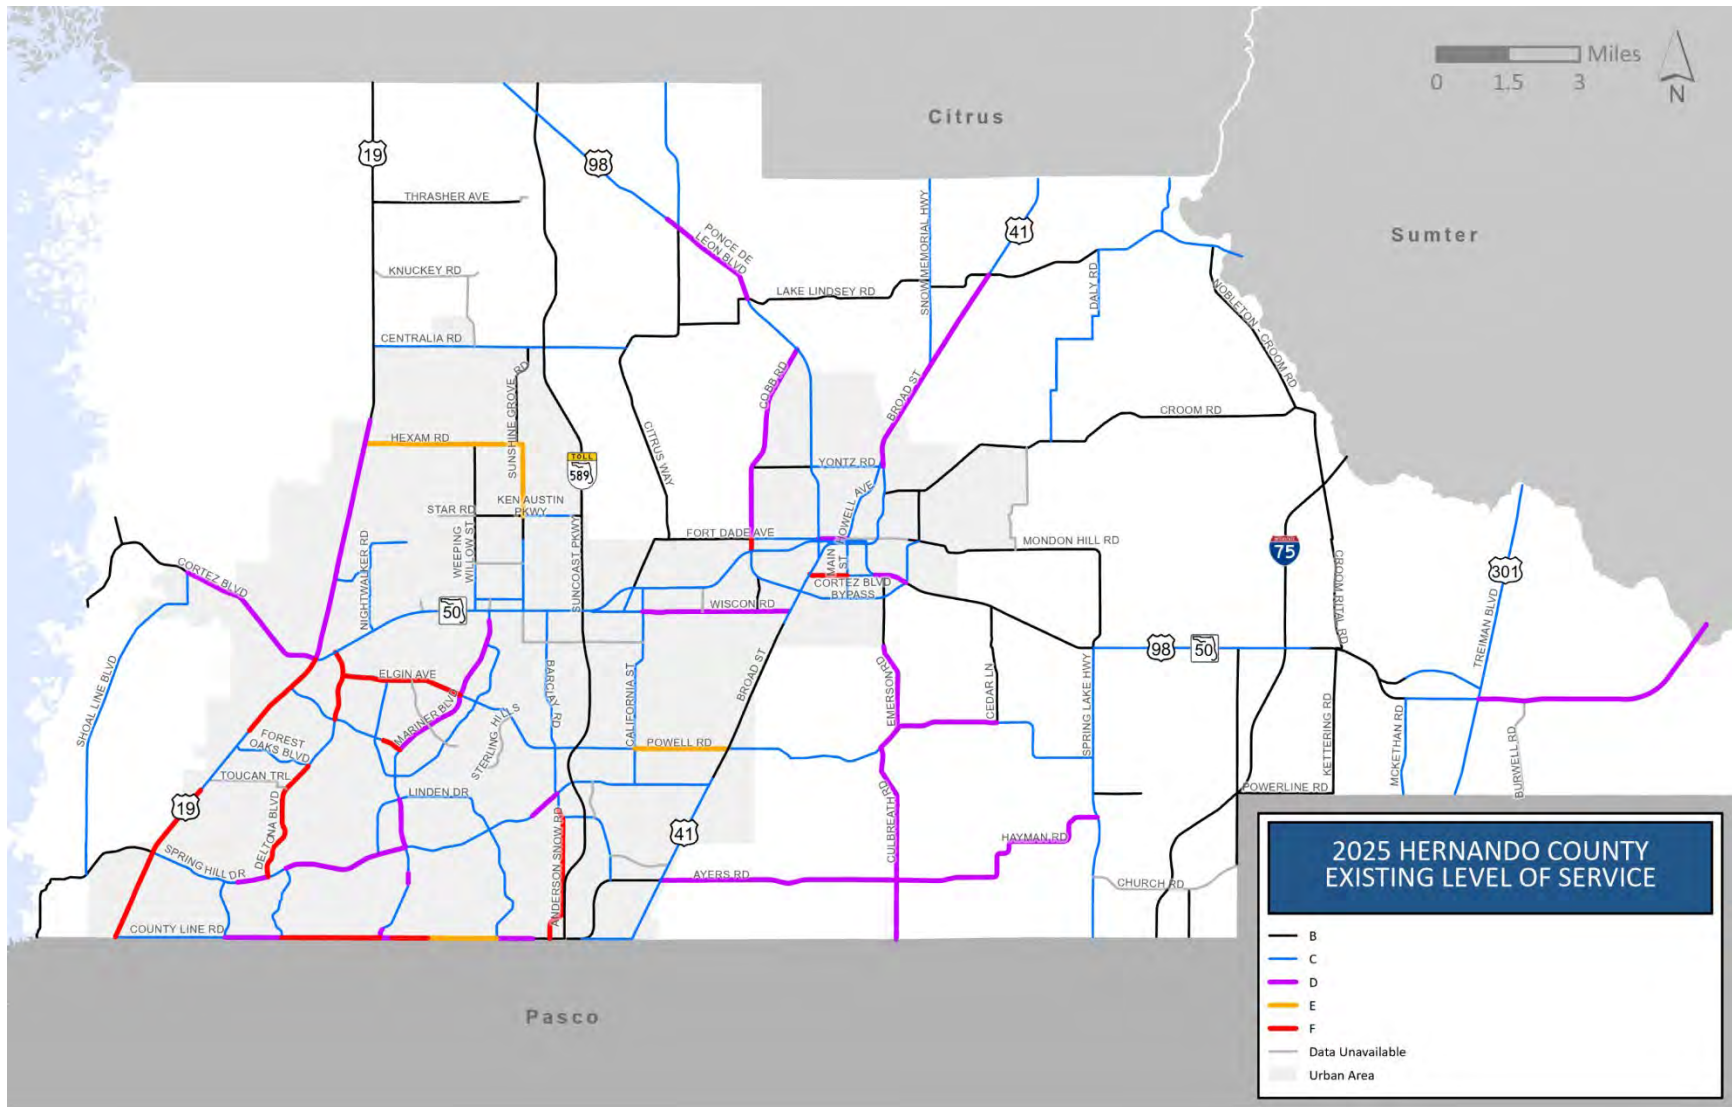 Miles
0 1.5 3
N
Citrus
Sumter
Pasco
19
98
41
THRASHER AVE
PONCE DE
LEON BLVD
KNUCKEY RD
LAKE LINDSEY RD
SNOW MEMORIAL HWY
DALY RD
NOBLETON - CROOM RD
CENTRALIA RD
SUNSHINE GROVE RD
COBB RD
BROAD ST
CROOM RD
HEXAM RD
CITRUS WAY
YONTZ RD
TOLL
589
KEN AUSTIN
PKWY
STAR RD
HOWELL AVE
WEEPING
WILLOW ST
NIGHTWALKER RD
SUNCOAST PKWY
FORT DADE AVE
MAIN
ST
MONDON HILL RD
75
CROOM RITAL RD
301
CORTEZ BLVD
CORTEZ BLVD
BYPASS
WISCON RD
50
TREIMAN BLVD
98
50
SHOAL LINE BLVD
ELGIN AVE
MARINER BLVD
BARCLAY RD
CALIFORNIA ST
BROAD ST
EMERSON RD
CEDAR LN
SPRING LAKE HWY
KETTERING RD
MCKETHAN RD
BURWELL RD
FOREST
OAKS BLVD
STERLING HILLS
POWELL RD
TOUCAN TRL
LINDEN DR
POWERLINE RD
19
DELTONA BLVD
ANDERSON SNOW RD
41
CULBREATH RD
HAYMAN RD
SPRING HILL DR
AYERS RD
CHURCH RD
COUNTY LINE RD
2025 HERNANDO COUNTY
EXISTING LEVEL OF SERVICE
B
C
D
E
F
Data Unavailable
Urban Area